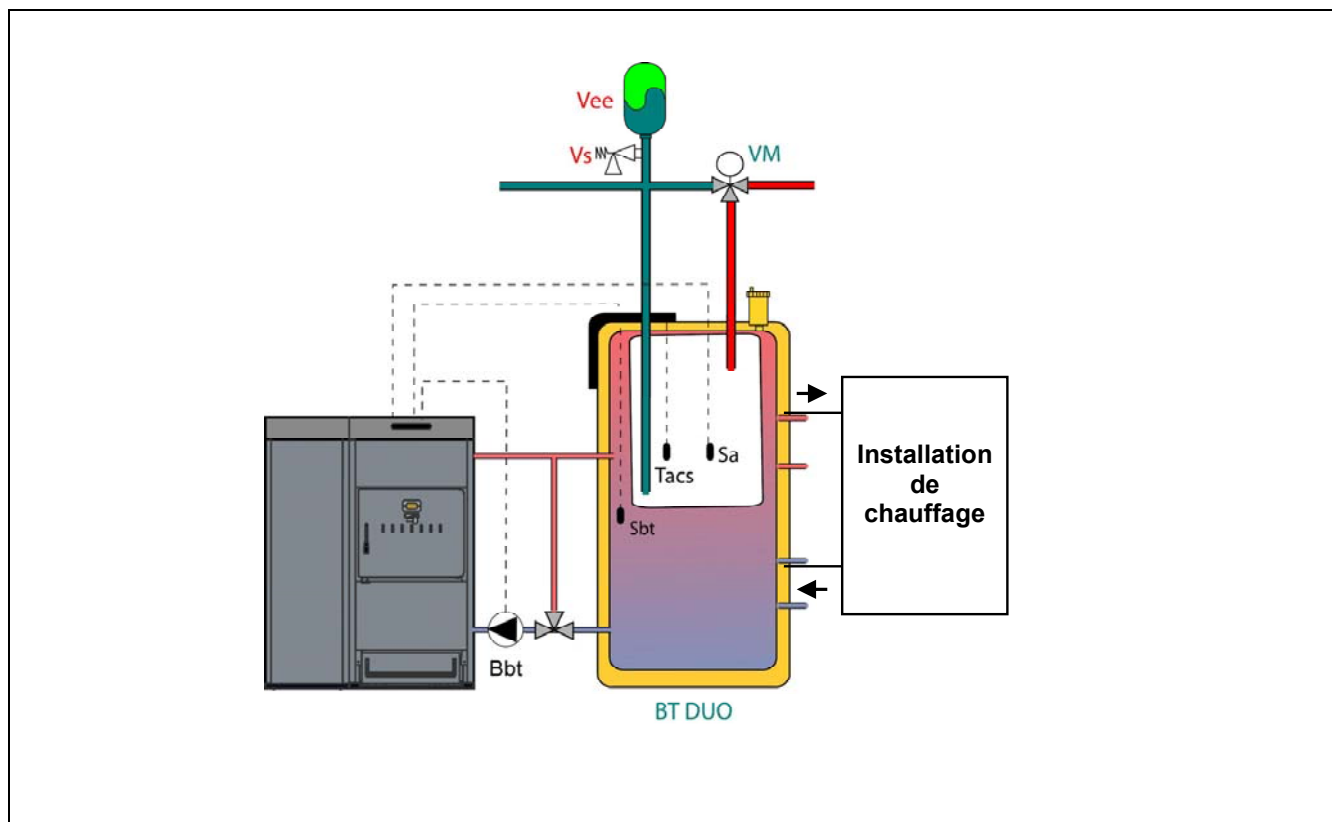 Vee
Vs
VM
Tacs
Sa
Sbt
Installation
de
chauffage
Bbt
BT DUO